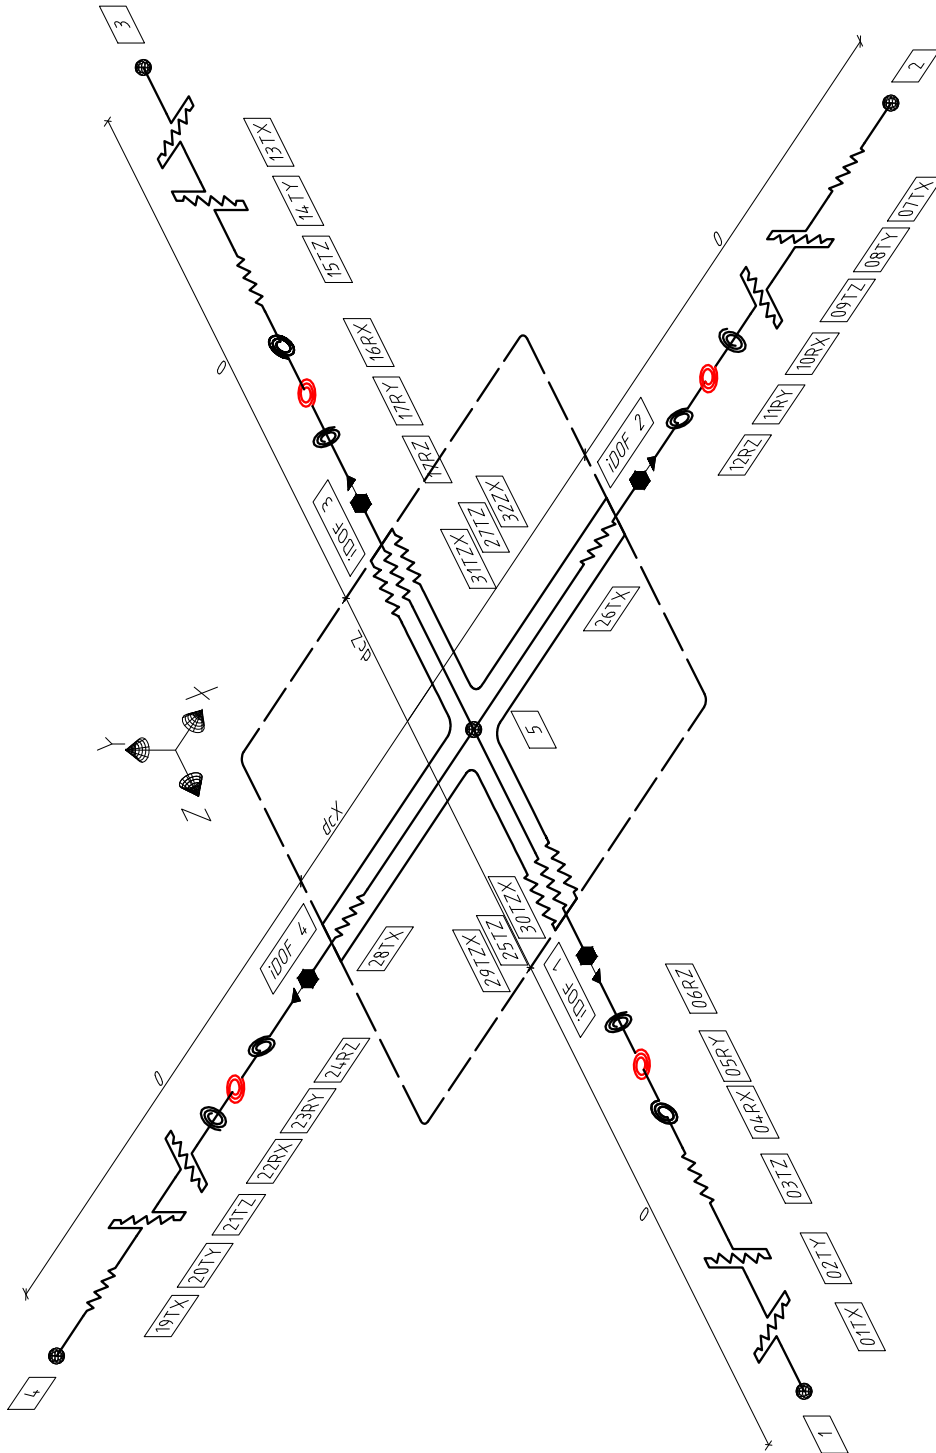 3
2
13TX
14TY
15TZ
0
07TX
08TY
09TZ
10RX
11RY
12RZ
0
16RX
17RY
17RZ
iDOF 2
iDOF 3
32ZX
27TZ
31TZX
26TX
dcZ
5
Y
X
Z
dcX
iDOF 4
28TX
30TZX
25TZ
29TZX
iDOF 1
06RZ
05RY
04RX
03TZ
02TY
01TX
0
24RZ
23RY
22RX
21TZ
20TY
19TX
0
4
1